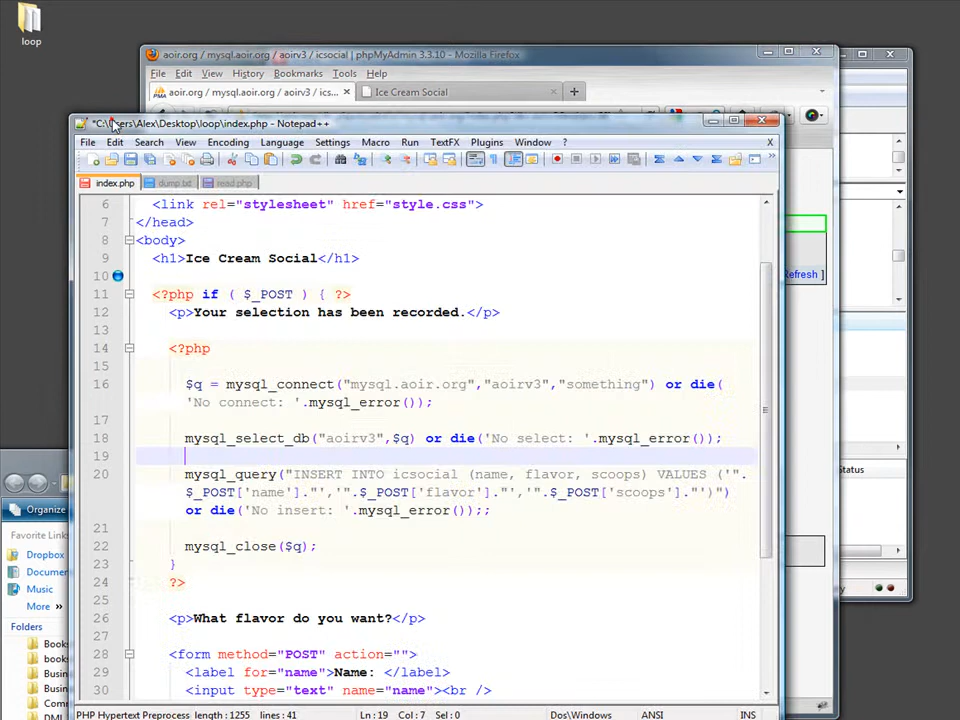 loop
aoir.org / mysql.aoir.org / aoirv3 / icsocial | phpMyAdmin 3.3.10 - Mozilla Firefox
File Edit View History Bookmarks Tools Help
aoir.org / mysql.aoir.org / aoirv3 / ics... × Ice Cream Social
*C:\Users\Alex\Desktop\loop\index.php - Notepad++
File Edit Search View Encoding Language Settings Macro Run TextFX Plugins Window ? X
index.php dump.txt read.php
6 <link rel="stylesheet" href="style.css">
7 </head>
8 <body>
9 <h1>Ice Cream Social</h1>
10
11 <?php if ( $_POST ) { ?>
12 <p>Your selection has been recorded.</p>
13
14 <?php
15
16 $q = mysql_connect("mysql.aoir.org","aoirv3","something") or die(
'No connect: '.mysql_error());
17
18 mysql_select_db("aoirv3",$q) or die('No select: '.mysql_error());
19
20 mysql_query("INSERT INTO icsocial (name, flavor, scoops) VALUES ('".
$_POST['name']."','".$_POST['flavor']."','".$_POST['scoops']."')")
or die('No insert: '.mysql_error());;
21
22 mysql_close($q);
23 }
24 ?>
25
26 <p>What flavor do you want?</p>
27
28 <form method="POST" action="">
29 <label for="name">Name: </label>
30 <input type="text" name="name"><br />
PHP Hypertext Preprocess length : 1255 lines : 41 Ln : 19 Col : 7 Sel : 0 Dos\Windows ANSI INS
Refresh ]
Status
Organize
Favorite Links
Dropbox
Documen
Music
More »
Folders
Book
book
Busin
Busin
Com
DMI